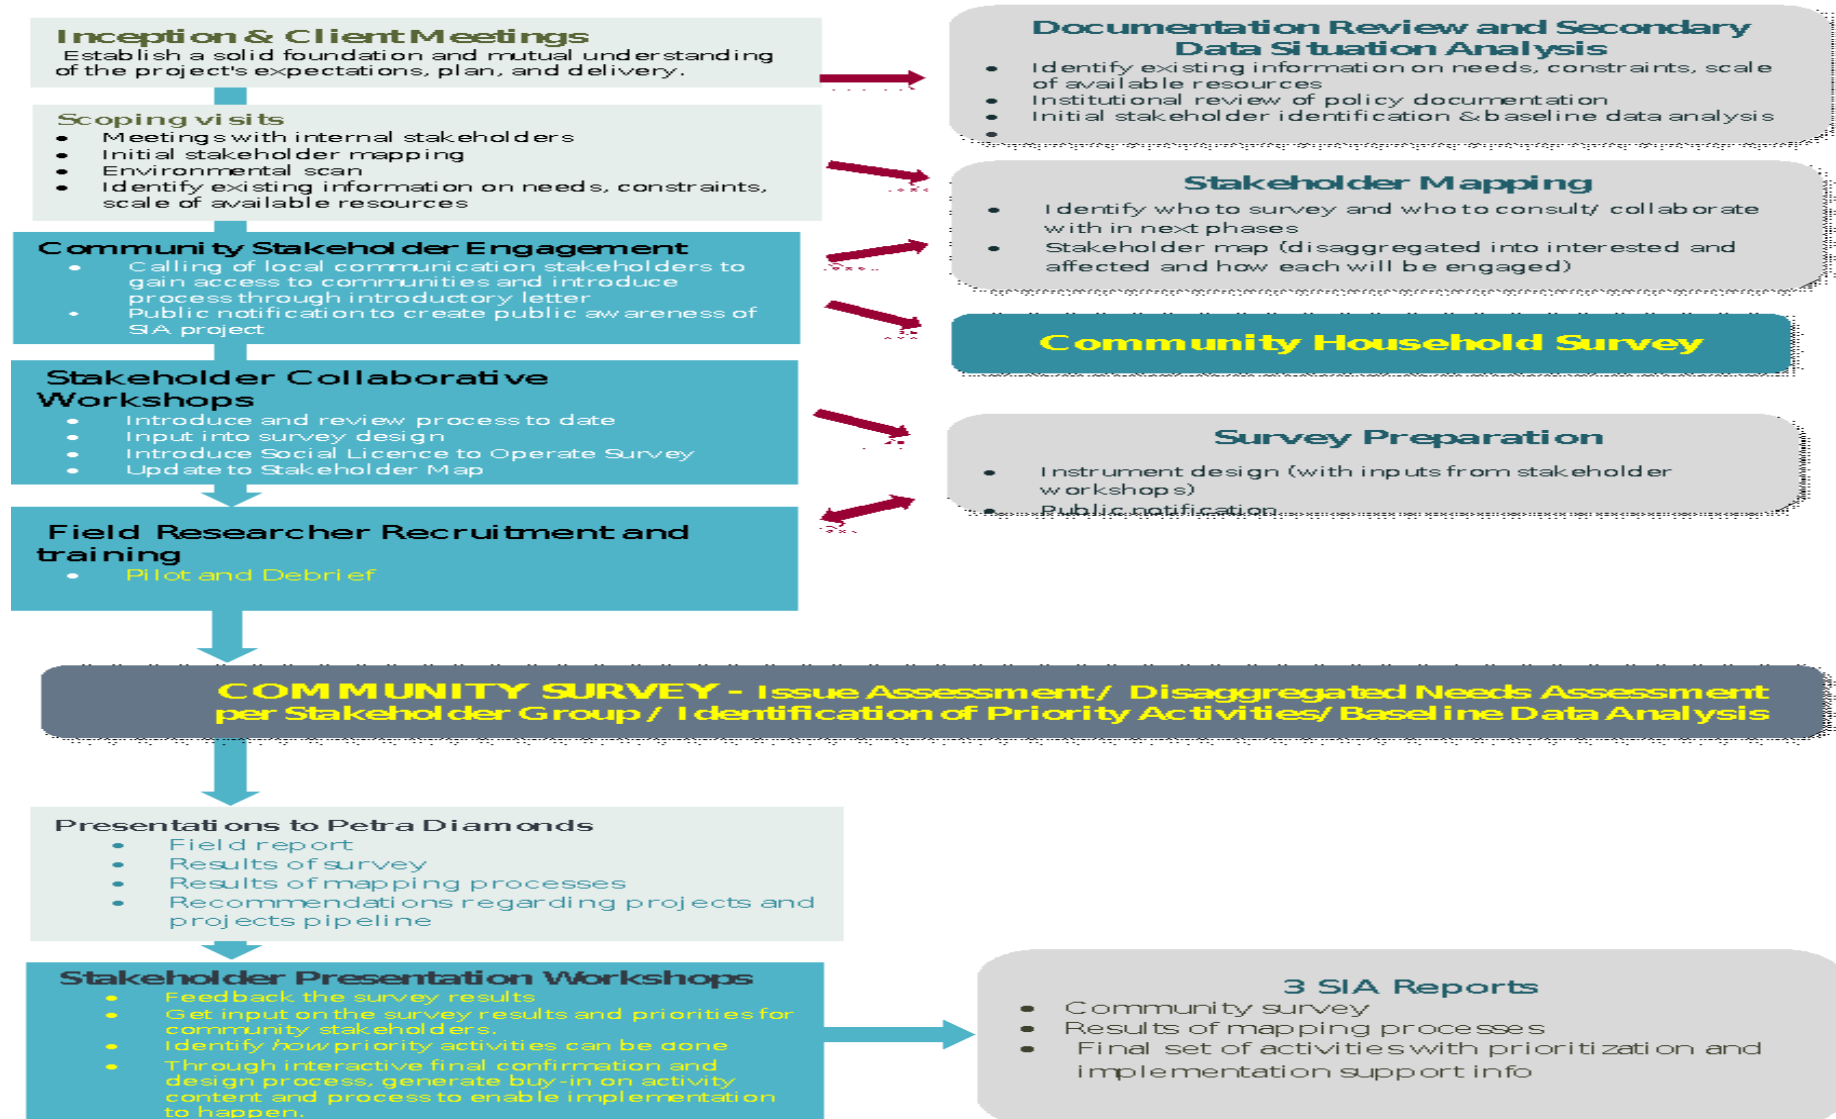 Inception & Client Meetings
Establish a solid foundation and mutual understanding
of the project's expectations, plan, and delivery.
Documentation Review and Secondary
Data Situation Analysis
• Identify existing information on needs, constraints, scale
of available resources
• Institutional review of policy documentation
• Initial stakeholder identification & baseline data analysis
•
Scoping visits
• Meetings with internal stakeholders
• Initial stakeholder mapping
• Environmental scan
• Identify existing information on needs, constraints,
scale of available resources
Stakeholder Mapping
• Identify who to survey and who to consult/ collaborate
with in next phases
• Stakeholder map (disaggregated into interested and
affected and how each will be engaged)
Community Stakeholder Engagement
• Calling of local communication stakeholders to
gain access to communities and introduce
process through introductory letter
• Public notification to create public awareness of
SIA project
Community Household Survey
Stakeholder Collaborative
Workshops
• Introduce and review process to date
• Input into survey design
• Introduce Social Licence to Operate Survey
• Update to Stakeholder Map
Survey Preparation
• Instrument design (with inputs from stakeholder
workshops)
• Public notification
Field Researcher Recruitment and
training
• Pilot and Debrief
COMMUNITY SURVEY - Issue Assessment/ Disaggregated Needs Assessment
per Stakeholder Group / Identification of Priority Activities/ Baseline Data Analysis
Presentations to Petra Diamonds
• Field report
• Results of survey
• Results of mapping processes
• Recommendations regarding projects and
projects pipeline
Stakeholder Presentation Workshops
• Feedback the survey results
• Get input on the survey results and priorities for
community stakeholders.
• Identify how priority activities can be done
• Through interactive final confirmation and
design process, generate buy-in on activity
content and process to enable implementation
to happen.
3 SIA Reports
• Community survey
• Results of mapping processes
• Final set of activities with prioritization and
implementation support info